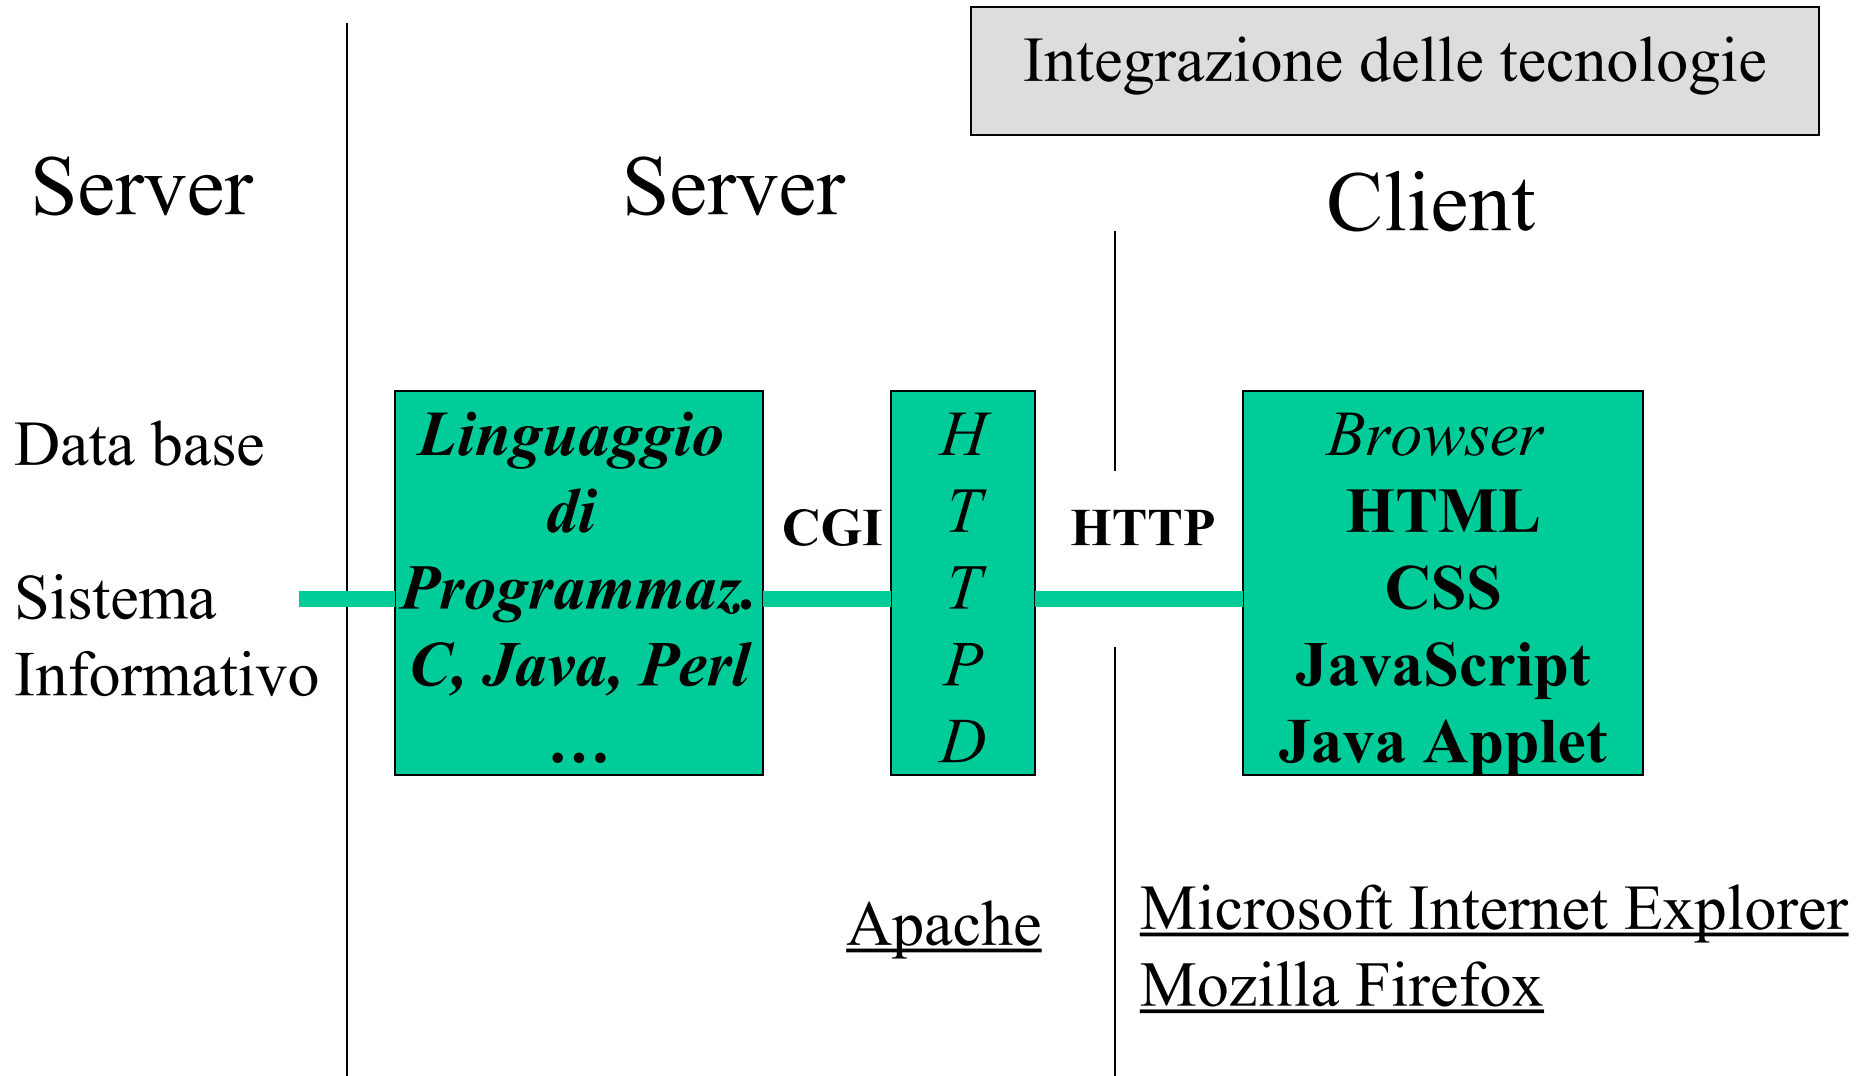 Integrazione delle tecnologie
Server
Server
Client
Data base
Sistema
Informativo
Linguaggio
di
Programmaz.
C, Java, Perl
…
CGI
H
T
T
P
D
HTTP
Browser
HTML
CSS
JavaScript
Java Applet
Apache
Microsoft Internet Explorer
Mozilla Firefox